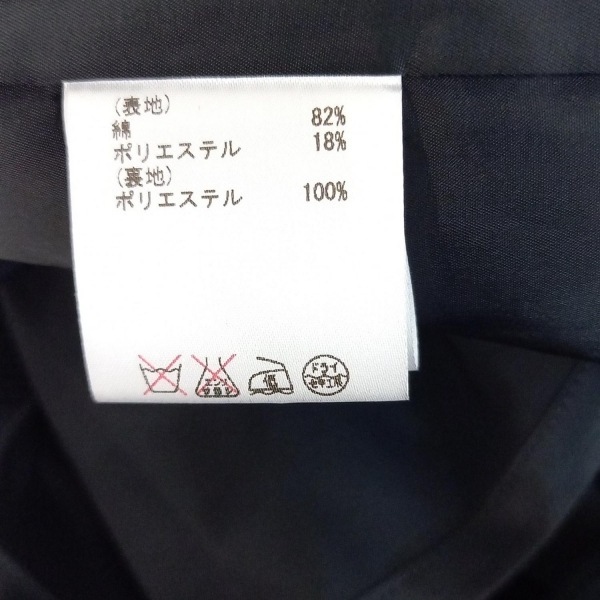 (表地)
綿 82%
ポリエステル 18%
(裏地)
ポリエステル 100%
エンソ サラシ 中 ドライ
セキユ系